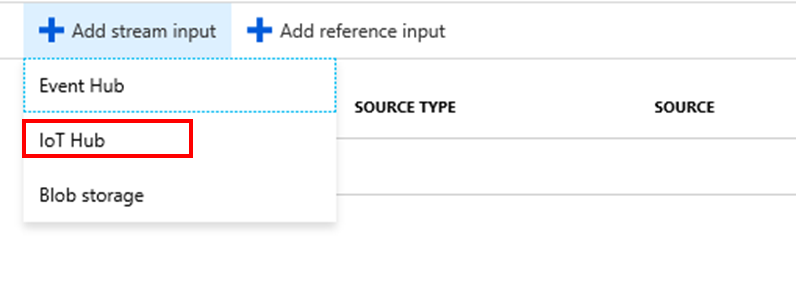 Add stream input Add reference input
Event Hub
SOURCE TYPE SOURCE
IoT Hub
Blob storage